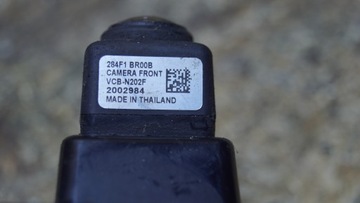 284F1 BR00B
CAMERA FRONT
VCB-N202F
2002984
MADE IN THAILAND